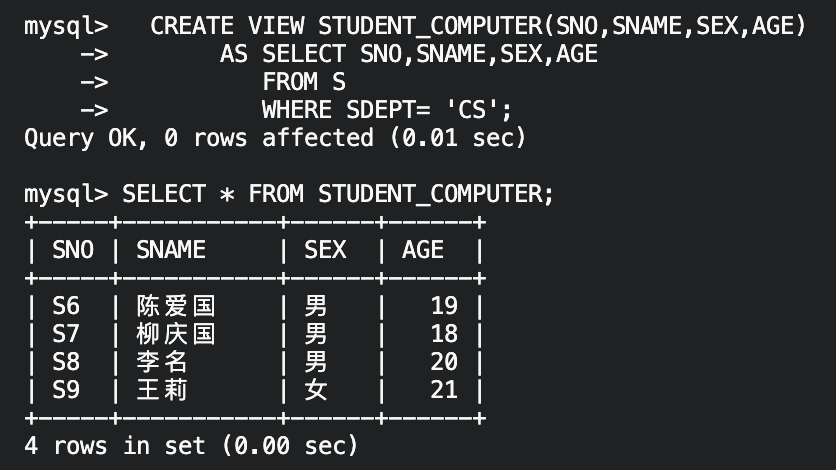 mysql>   CREATE VIEW STUDENT_COMPUTER(SNO,SNAME,SEX,AGE)
    ->        AS SELECT SNO,SNAME,SEX,AGE
    ->           FROM S
    ->           WHERE SDEPT= 'CS';
Query OK, 0 rows affected (0.01 sec)

mysql> SELECT * FROM STUDENT_COMPUTER;
+-----+-----------+------+------+
| SNO | SNAME     | SEX  | AGE  |
+-----+-----------+------+------+
| S6  | 陈爱国    | 男   |   19 |
| S7  | 柳庆国    | 男   |   18 |
| S8  | 李名      | 男   |   20 |
| S9  | 王莉      | 女   |   21 |
+-----+-----------+------+------+
4 rows in set (0.00 sec)